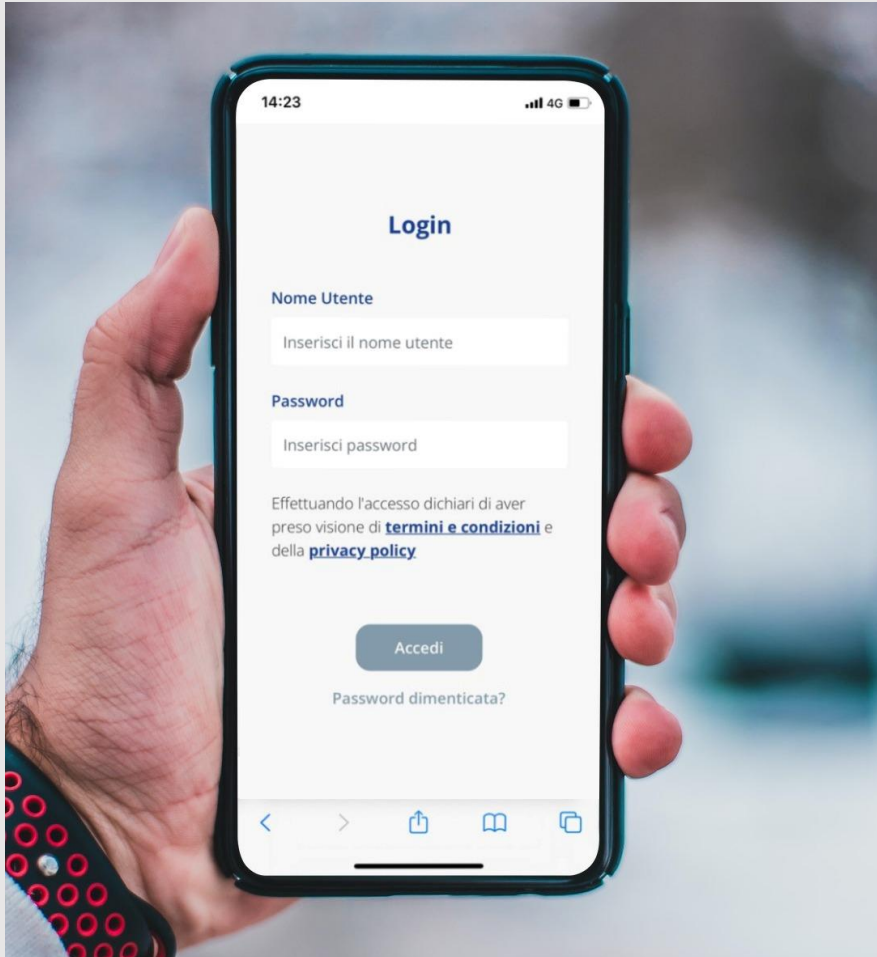 14:23 4G
Login
Nome Utente
Inserisci il nome utente
Password
Inserisci password
Effettuando l'accesso dichiari di aver
preso visione di termini e condizioni e
della privacy policy
Accedi
Password dimenticata?